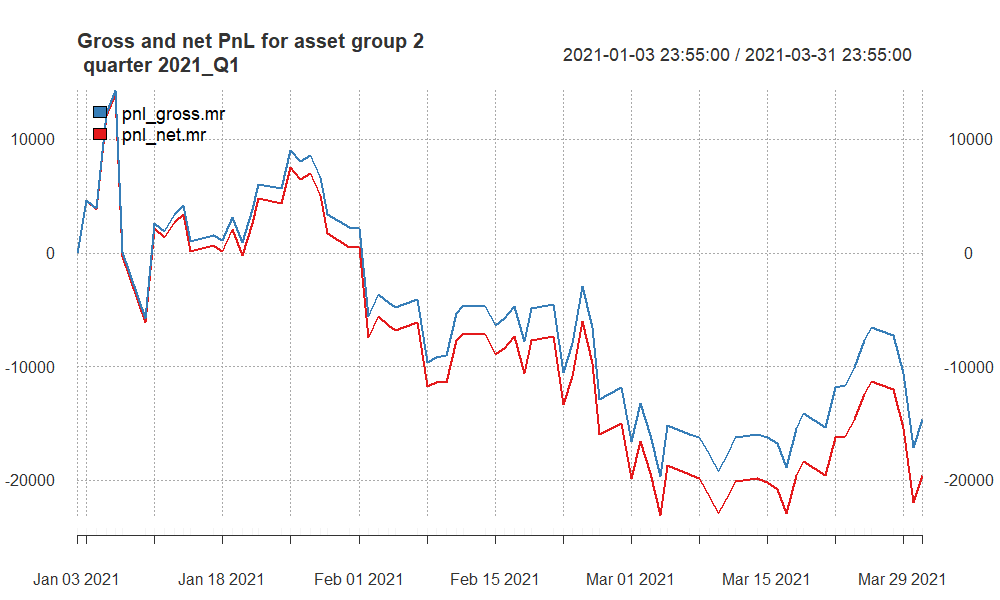 Gross and net PnL for asset group 2
quarter 2021_Q1
2021-01-03 23:55:00 / 2021-03-31 23:55:00
pnl_gross.mr
pnl_net.mr
10000 10000
0 0
-10000 -10000
-20000 -20000
Jan 03 2021 Jan 18 2021 Feb 01 2021 Feb 15 2021 Mar 01 2021 Mar 15 2021 Mar 29 2021